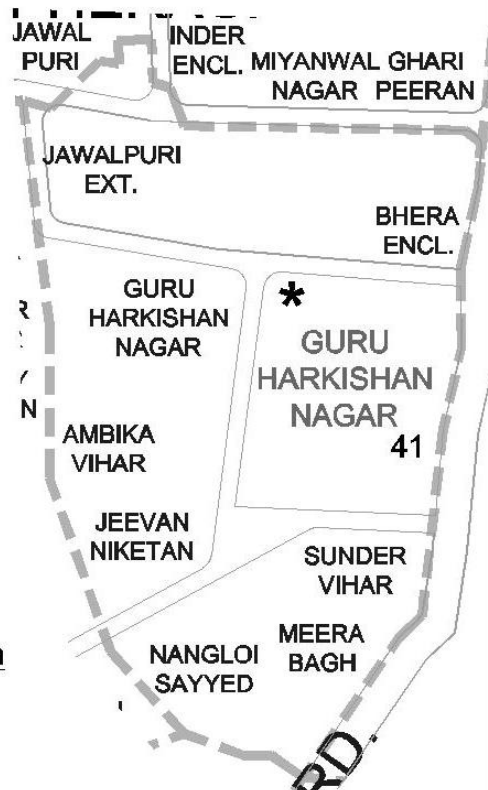 JAWAL
PURI
INDER
ENCL.
MIYANWAL
NAGAR
GHARI
PEERAN
JAWALPURI
EXT.
BHERA
ENCL.
GURU
HARKISHAN
NAGAR
*
GURU
HARKISHAN
NAGAR
41
AMBIKA
VIHAR
JEEVAN
NIKETAN
SUNDER
VIHAR
MEERA
BAGH
NANGLOI
SAYYED
RD.